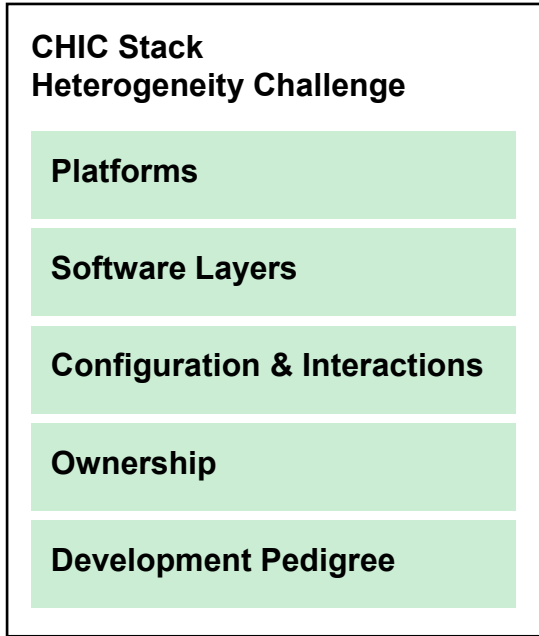 CHIC Stack
Heterogeneity Challenge
Platforms
Software Layers
Configuration & Interactions
Ownership
Development Pedigree